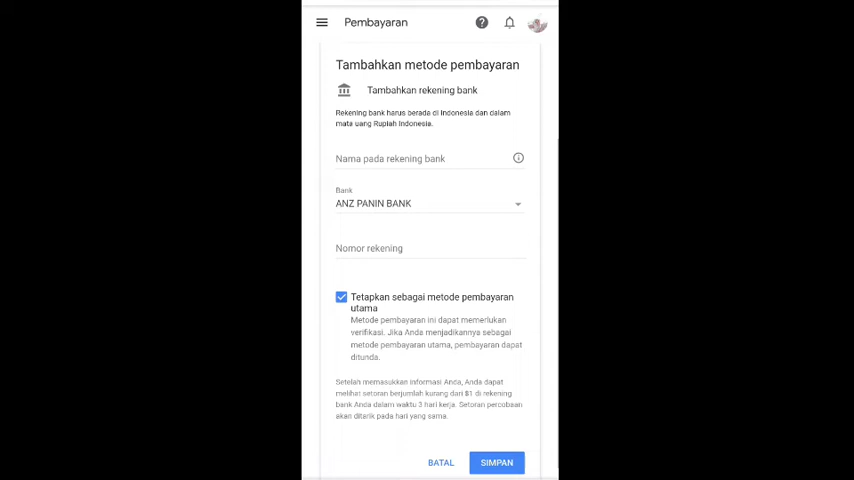 Pembayaran
Tambahkan metode pembayaran
Tambahkan rekening bank
Rekening bank harus berada di Indonesia dan dalam
mata uang Rupiah Indonesia.
Nama pada rekening bank
Bank
ANZ PANIN BANK
Nomor rekening
Tetapkan sebagai metode pembayaran
utama
Metode pembayaran ini dapat memerlukan
verifikasi. Jika Anda menjadikannya sebagai
metode pembayaran utama, pembayaran dapat
ditunda.
Setelah memasukkan informasi Anda, Anda dapat
melihat setoran berjumlah kurang dari $1 di rekening
bank Anda dalam waktu 3 hari kerja. Setoran percobaan
akan ditarik pada hari yang sama.
BATAL SIMPAN